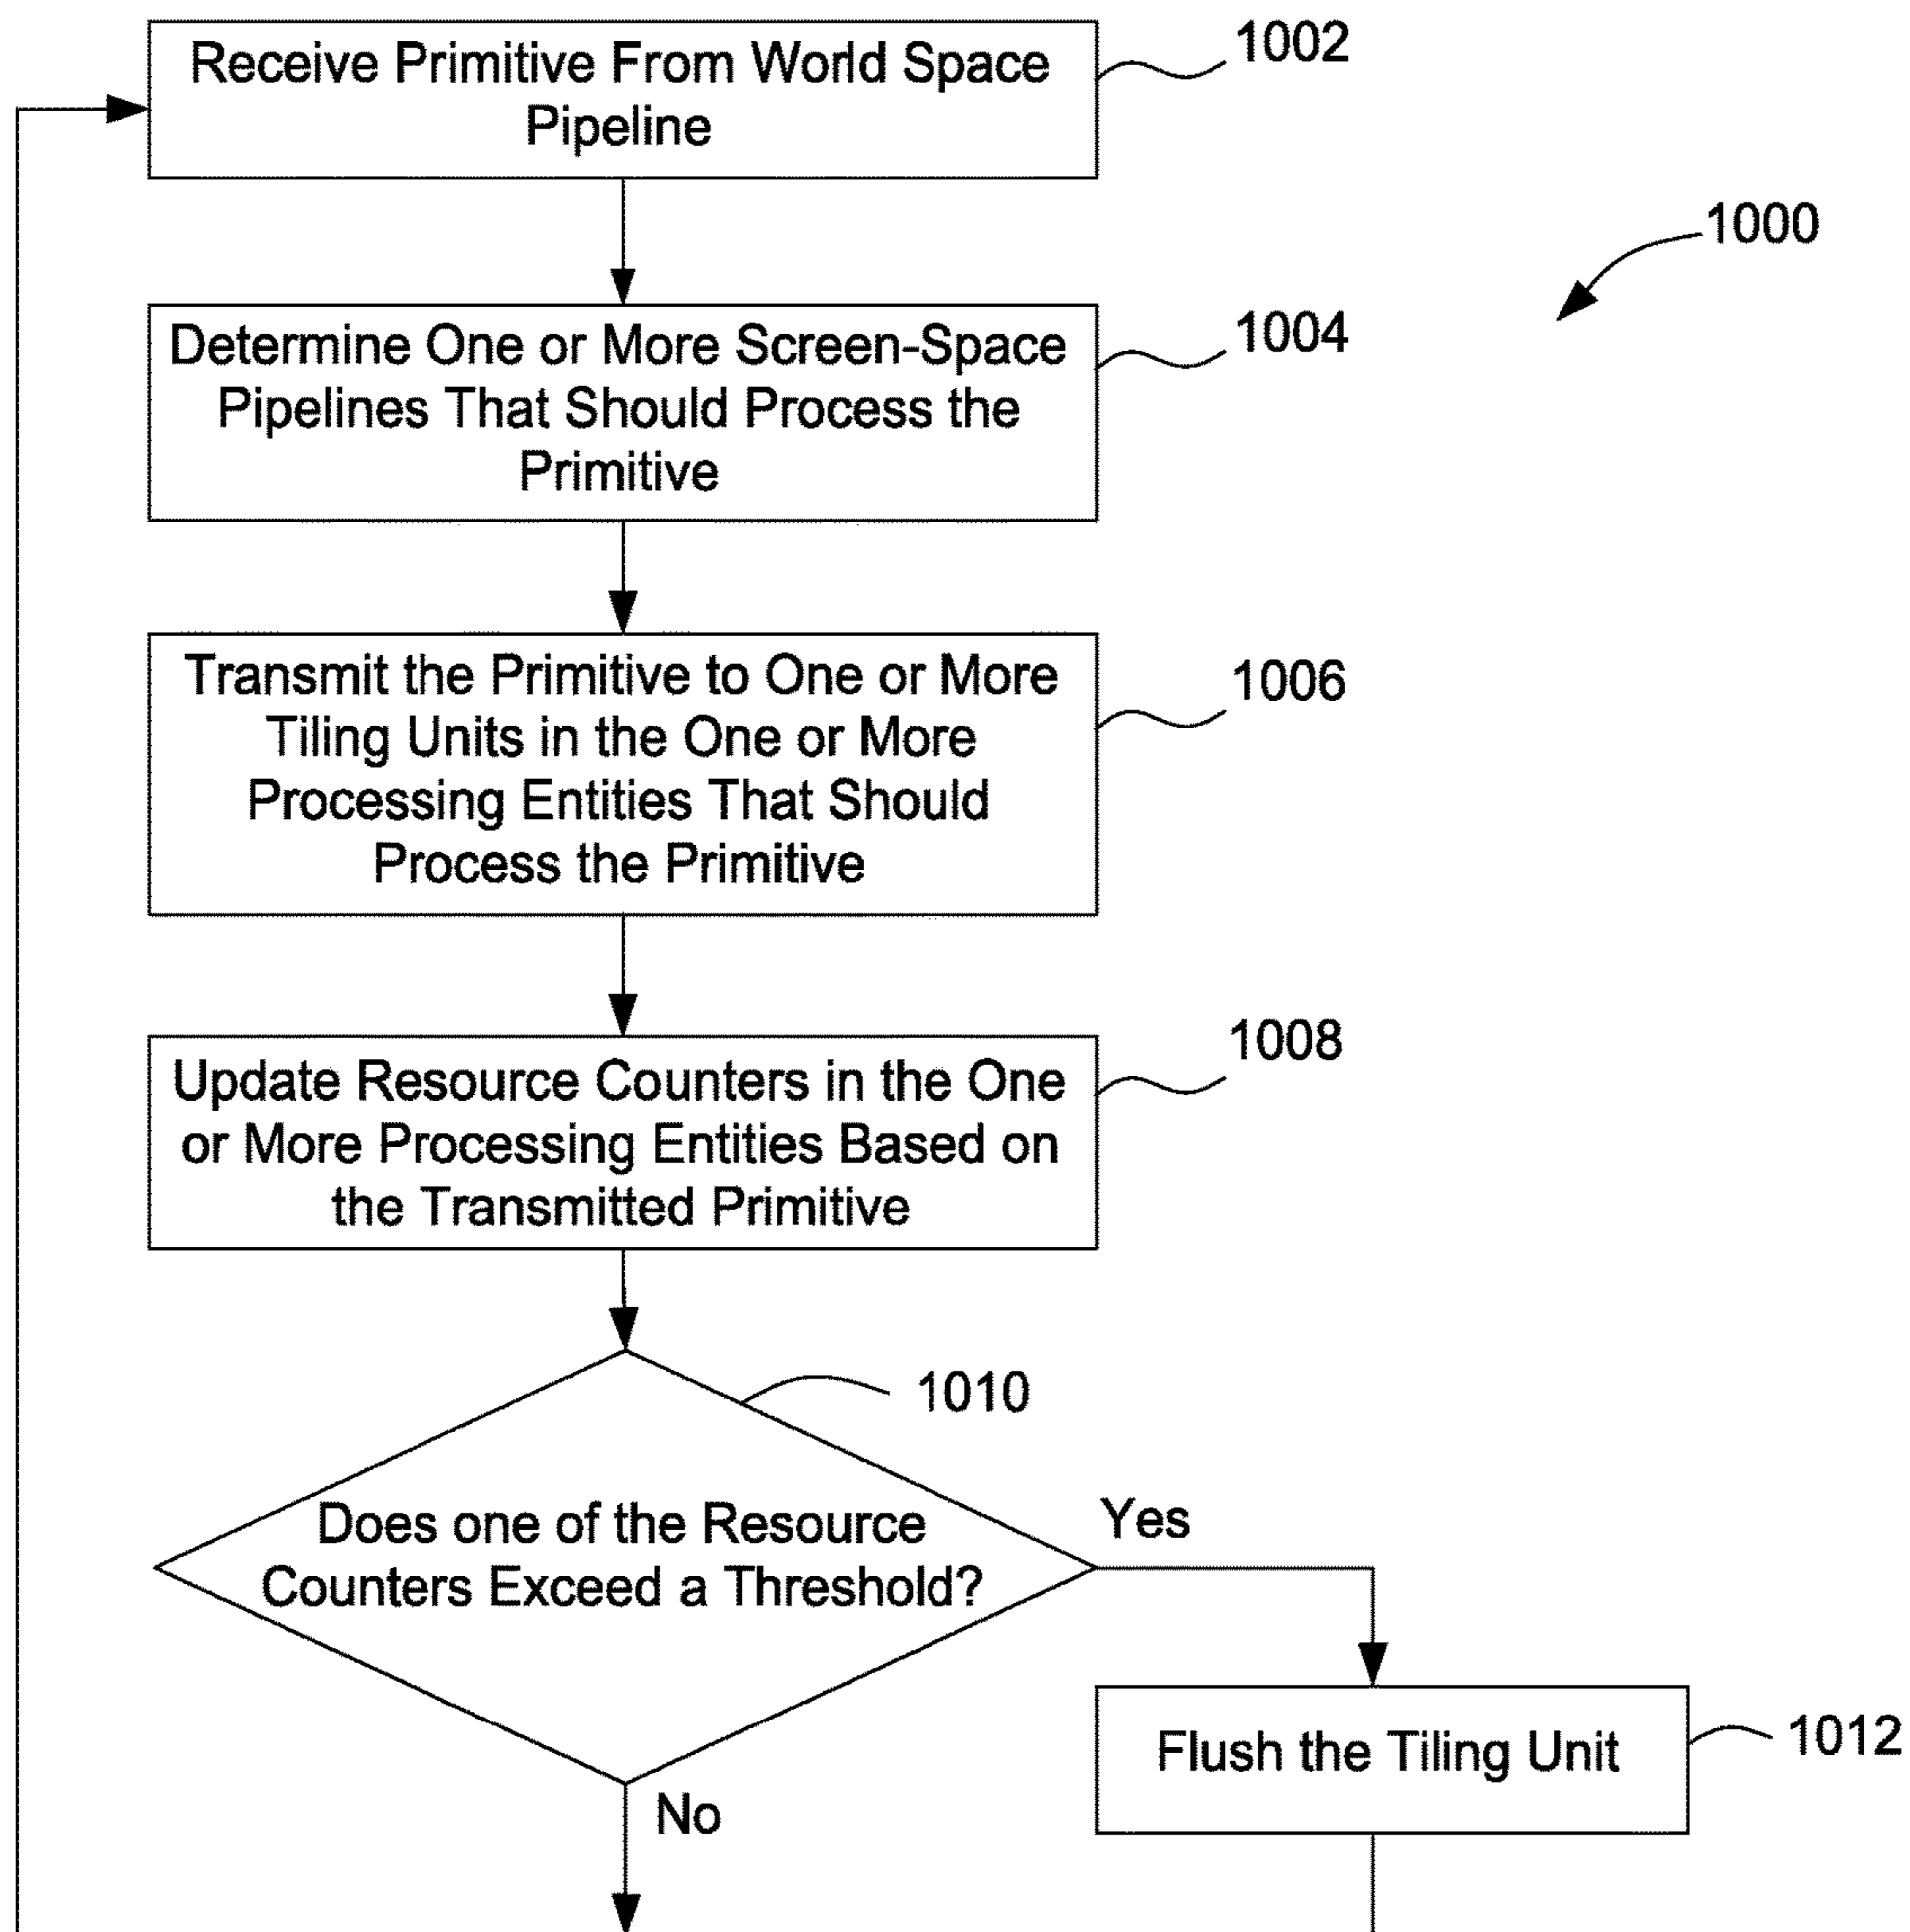 Receive Primitive From World Space
Pipeline
1002
1000
Determine One or More Screen-Space
Pipelines That Should Process the
Primitive
1004
Transmit the Primitive to One or More
Tiling Units in the One or More
Processing Entities That Should
Process the Primitive
1006
Update Resource Counters in the One
or More Processing Entities Based on
the Transmitted Primitive
1008
1010
Does one of the Resource
Counters Exceed a Threshold?
Yes
Flush the Tiling Unit
1012
No